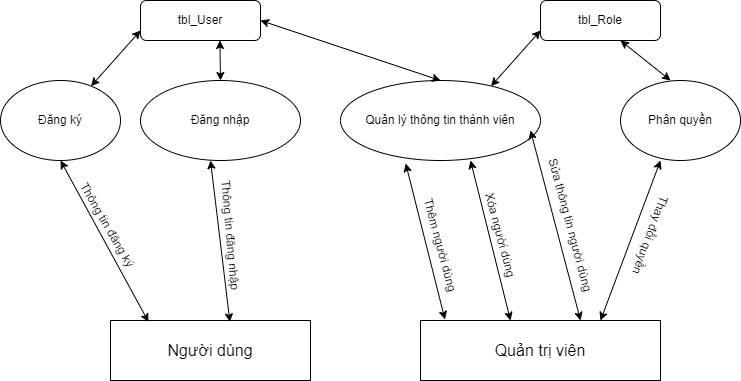 tbl_User
tbl_Role
Đăng ký
Đăng nhập
Quản lý thông tin thành viên
Phân quyền
Thông tin đăng ký
Thông tin đăng nhập
Thêm người dùng
Xóa người dùng
Sửa thông tin người dùng
Thay đổi quyền
Người dùng
Quản trị viên